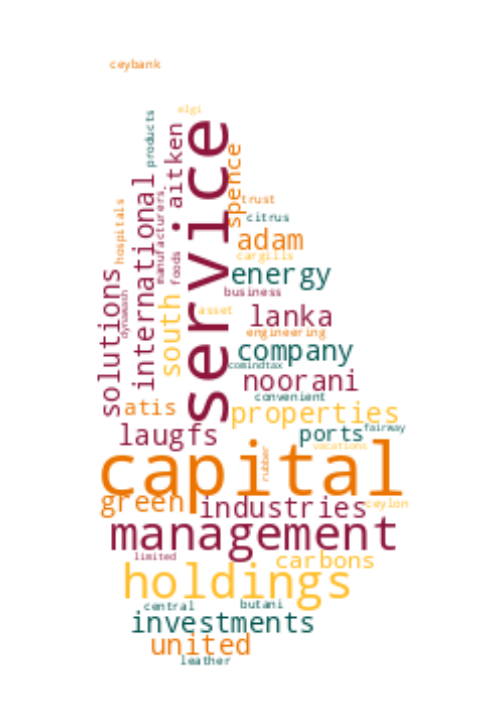 ceybank
elgi
products
aitken
service
spence
trust
citrus
hospitals
manufacturers
international
foods
adam
cargills
energy
business
solutions
dynawash
south
asset
lanka
engineering
company
comindtax
noorani
convenient
atis
properties
laugfs
ports
fairway
vacations
capital
rubber
green
industries
ceylon
management
limited
carbons
holdings
central
butani
investments
united
leather